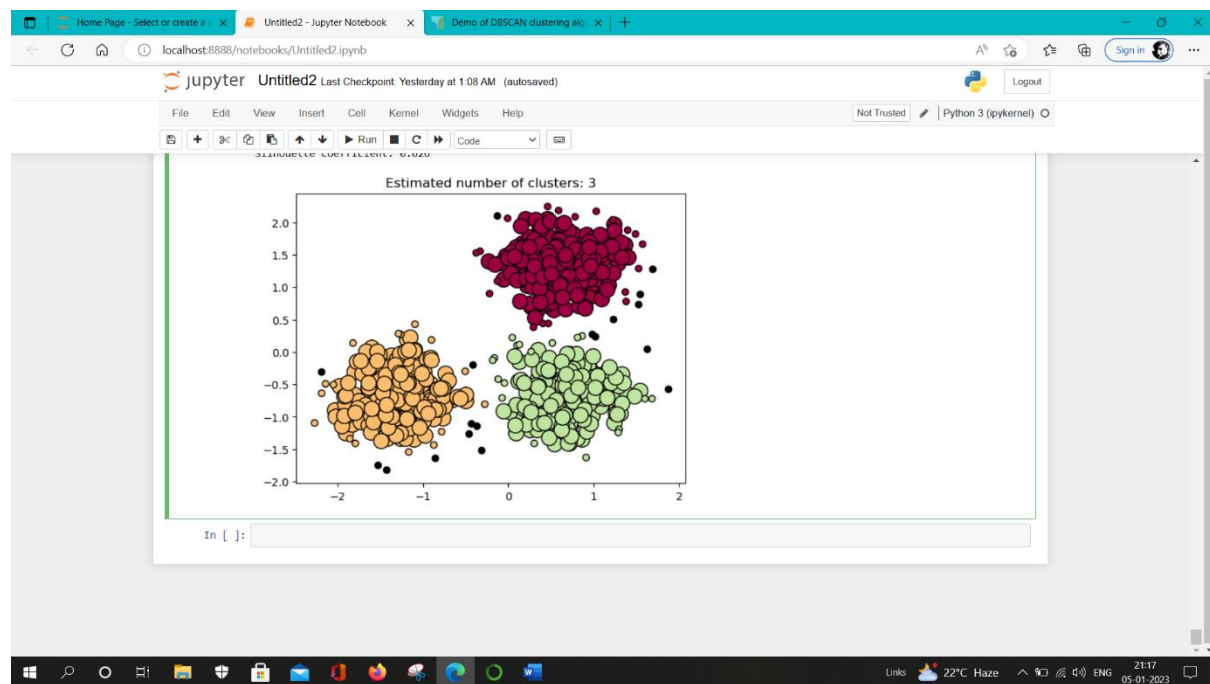 Home Page - Select or create a
Untitled2 - Jupyter Notebook
Demo of DBSCAN clustering alg
localhost:8888/notebooks/Untitled2.ipynb
Sign in
jupyter Untitled2 Last Checkpoint: Yesterday at 1:08 AM (autosaved)
Logout
File Edit View Insert Cell Kernel Widgets Help
Not Trusted
Python 3 (ipykernel)
Run
Code
Silhouette Coefficient: 0.626
Estimated number of clusters: 3
2.0
1.5
1.0
0.5
0.0
−0.5
−1.0
−1.5
−2.0
−2 −1 0 1 2
In [ ]:
Links 22°C Haze ENG 21:17
05-01-2023